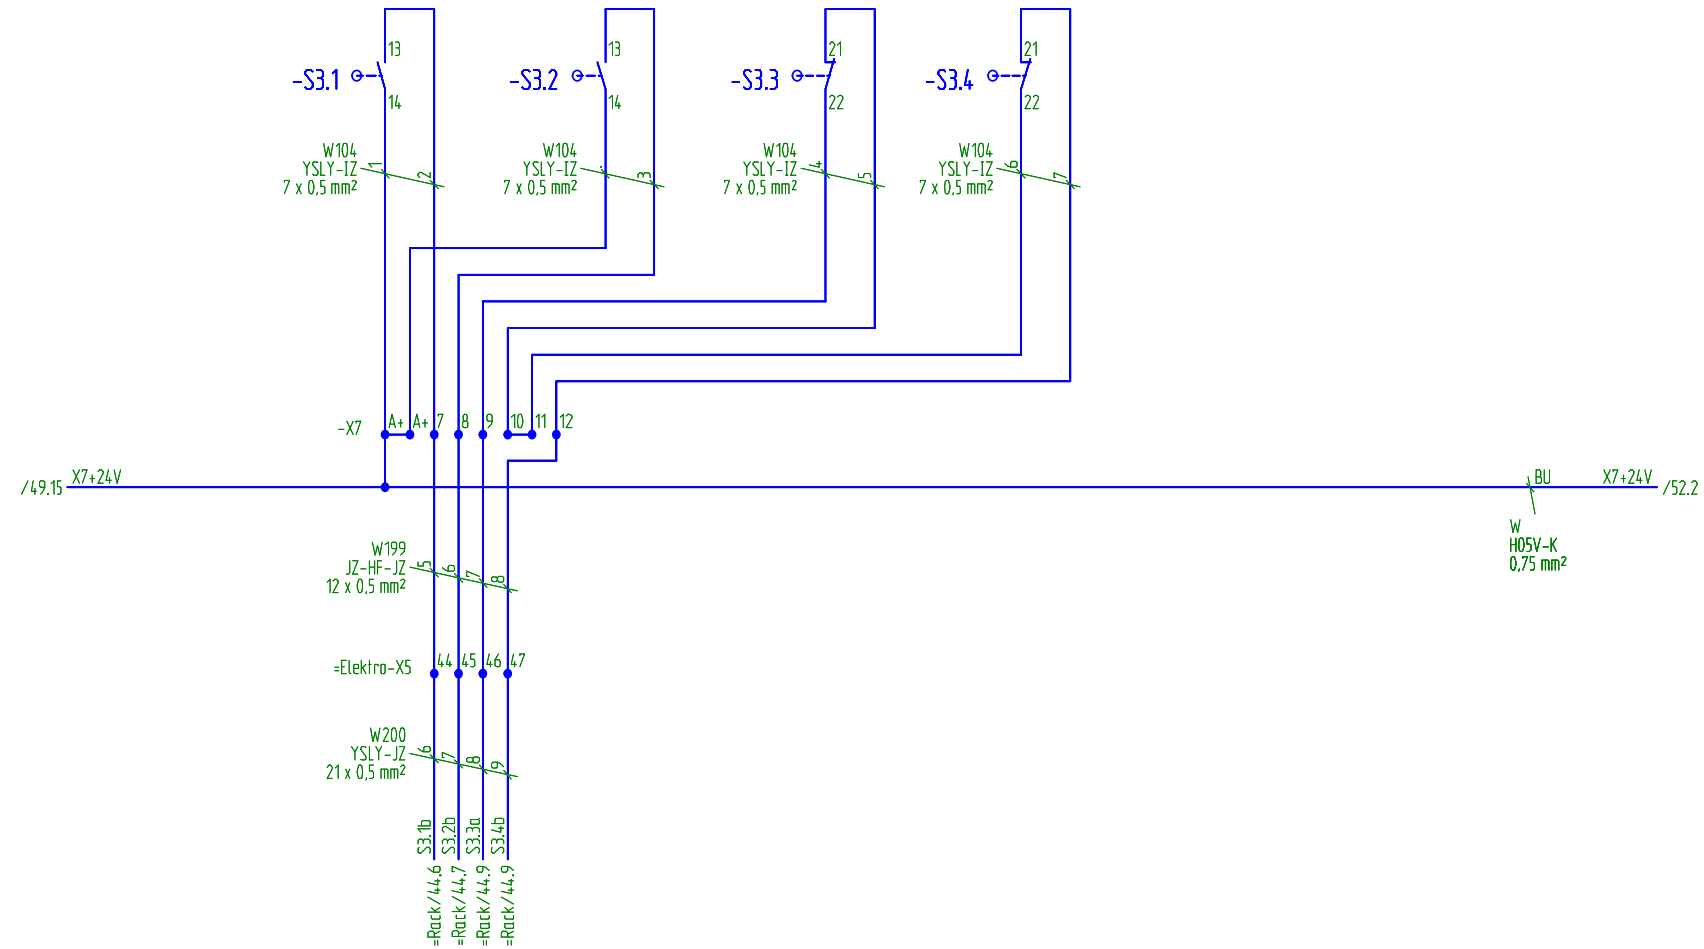 13 13 21 21
-S3.1 -S3.2 -S3.3 -S3.4
14 14 22 22
W104 W104 W104 W104
YSLY-IZ 1 2 YSLY-IZ . 3 YSLY-IZ 4 5 YSLY-IZ 6 7
7 x 0,5 mm² 7 x 0,5 mm² 7 x 0,5 mm² 7 x 0,5 mm²
-X7 A+ A+ 7 8 9 10 11 12
/49.15 X7+24V BU X7+24V /52.2
W
H05V-K
0,75 mm²
W199
JZ-HF-JZ 5 6 7 8
12 x 0,5 mm²
=Elektro-X5 44 45 46 47
W200
YSLY-JZ 6 7 8 9
21 x 0,5 mm²
S3.1b S3.2b S3.3a S3.4b
=Rack/44.6 =Rack/44.7 =Rack/44.9 =Rack/44.9